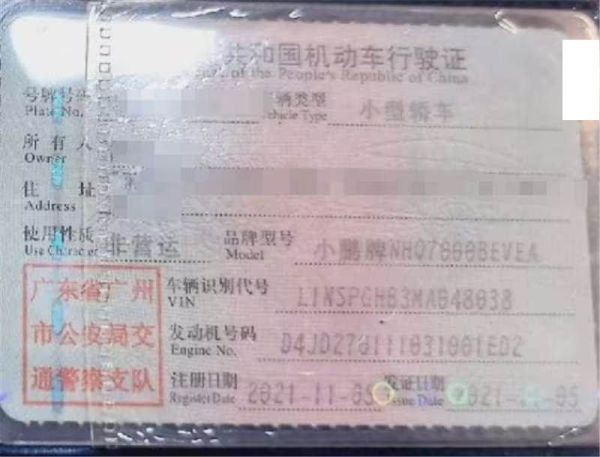 共和国机动车行驶证
of the People's Republic of China
号牌号码 Plate No. 车辆类型 Vehicle Type 小型轿车
所有人 Owner
住址 Address
使用性质 Use Character 非营运 品牌型号 Model 小鹏牌NHQ7000BEVEA
广东省广州 市公安局交 通警察支队
车辆识别代号 VIN L1NSPGHB3MA048038
发动机号码 Engine No. D4JD270111031001ED2
注册日期 Register Date 2021-11-05 发证日期 Issue Date 2021-11-05